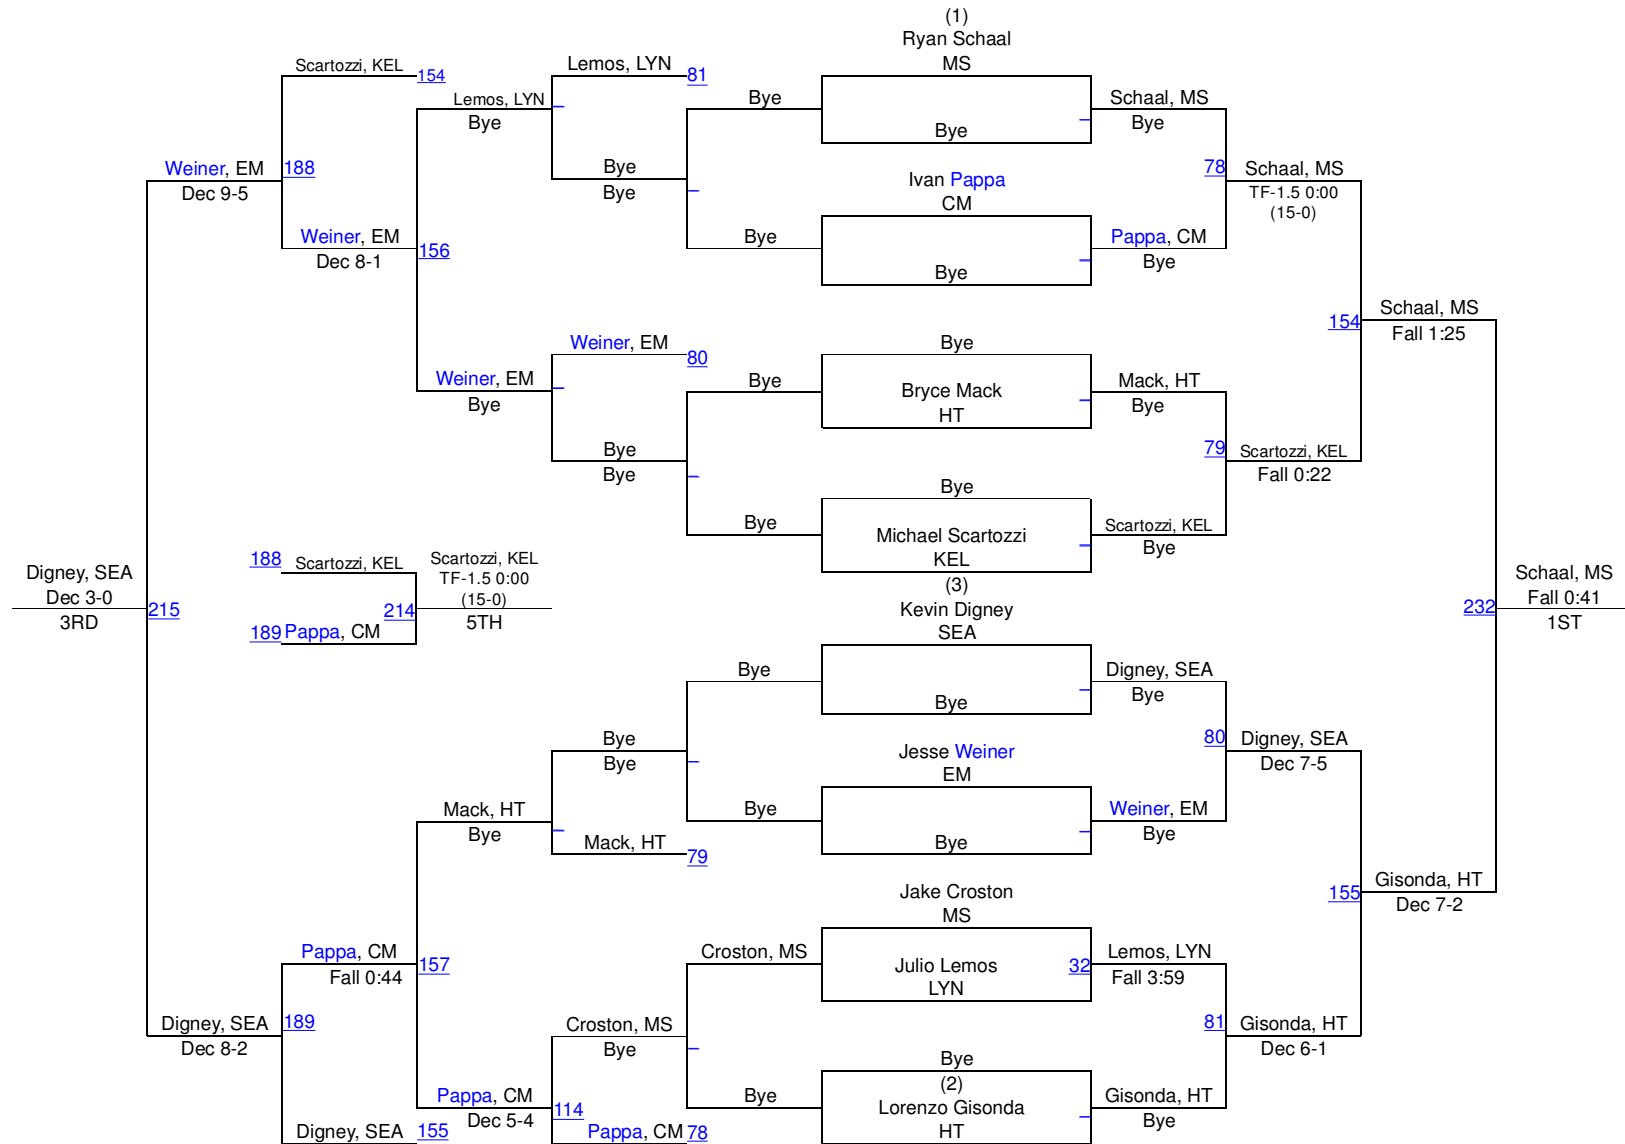 (1)
Ryan Schaal
MS
Scartozzi, KEL
154
Lemos, LYN
81
Lemos, LYN
Bye
Bye
Bye
Schaal, MS
Bye
Weiner, EM
Dec 9-5
188
Bye
Bye
Ivan Pappa
CM
78
Schaal, MS
TF-1.5 0:00
(15-0)
Weiner, EM
Dec 8-1
156
Bye
Bye
Pappa, CM
Bye
154
Schaal, MS
Fall 1:25
Weiner, EM
80
Bye
Weiner, EM
Bye
Bye
Bryce Mack
HT
Mack, HT
Bye
Bye
Bye
79
Scartozzi, KEL
Fall 0:22
Bye
Bye
Michael Scartozzi
KEL
(3)
Scartozzi, KEL
Bye
188
Scartozzi, KEL
Scartozzi, KEL
TF-1.5 0:00
(15-0)
5TH
214
189
Pappa, CM
Digney, SEA
Dec 3-0
3RD
215
Kevin Digney
SEA
232
Schaal, MS
Fall 0:41
1ST
Bye
Bye
Digney, SEA
Bye
Bye
Bye
Jesse Weiner
EM
80
Digney, SEA
Dec 7-5
Mack, HT
Bye
Bye
Bye
Weiner, EM
Bye
Mack, HT
79
Jake Croston
MS
155
Gisonda, HT
Dec 7-2
Pappa, CM
Fall 0:44
157
Croston, MS
Julio Lemos
LYN
32
Lemos, LYN
Fall 3:59
Digney, SEA
Dec 8-2
189
Croston, MS
Bye
81
Gisonda, HT
Dec 6-1
Bye
(2)
Lorenzo Gisonda
HT
Pappa, CM
Dec 5-4
114
Bye
Gisonda, HT
Bye
Digney, SEA
155
Pappa, CM
78